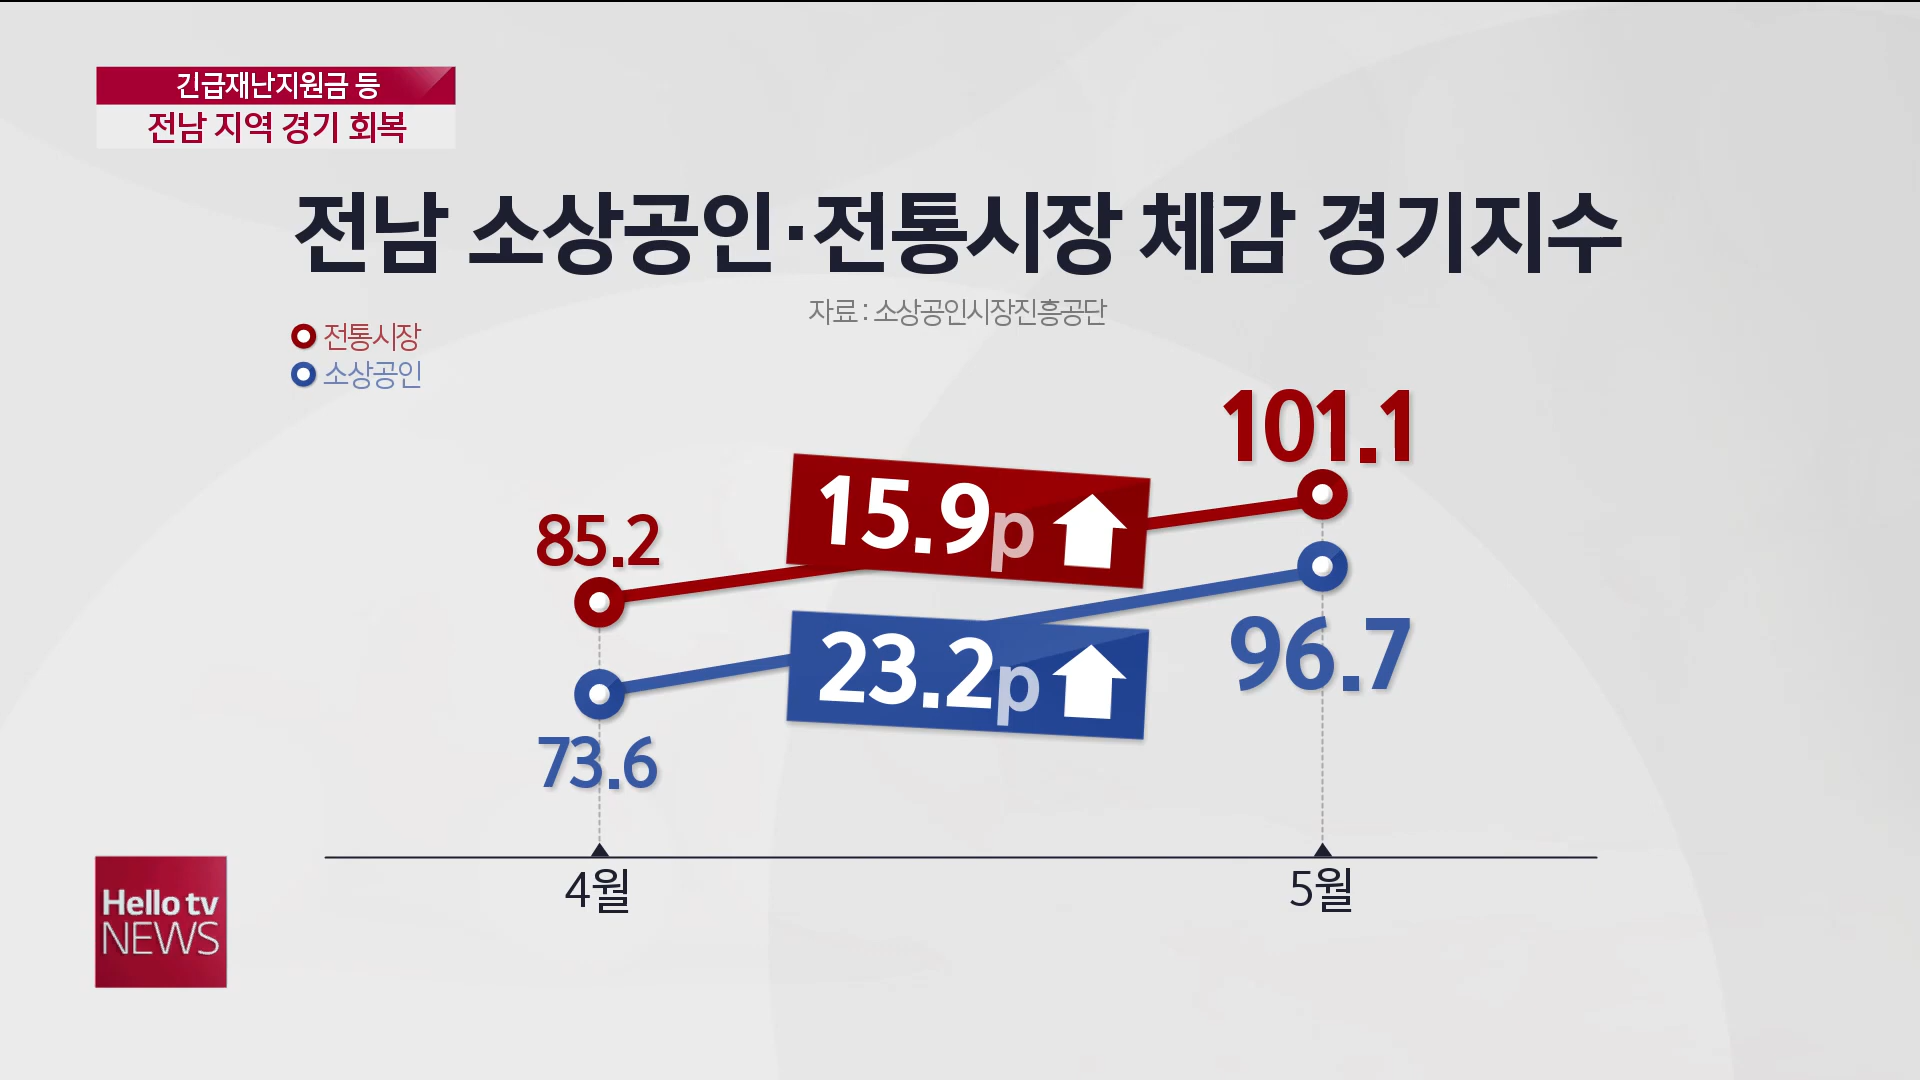 긴급재난지원금 등
전남 지역 경기 회복
전남 소상공인·전통시장 체감 경기지수
자료 : 소상공인시장진흥공단
전통시장
소상공인
101.1
85.2
15.9p
23.2p
96.7
73.6
4월
5월
Hello tv
NEWS